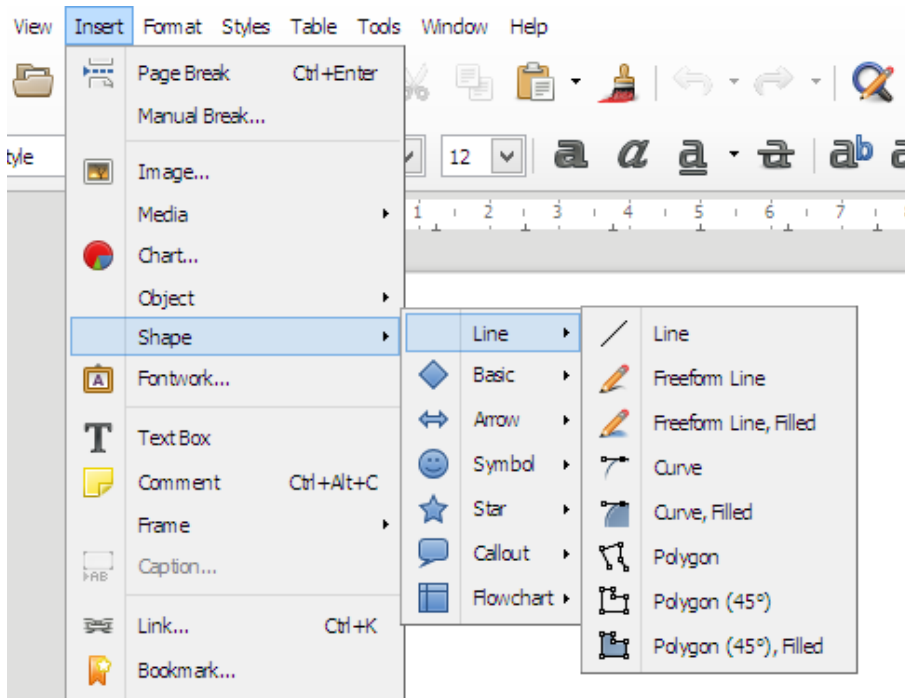 View Insert Format Styles Table Tools Window Help
tyle 12 a a a a ab a
1 2 3 4 5 6 7
Page Break Ctrl+Enter
Manual Break...
Image...
Media
Chart...
Object
Shape
A Fontwork...
T Text Box
Comment Ctrl+Alt+C
Frame
AB Caption...
Link... Ctrl+K
Bookmark...
Line
Basic
Arrow
Symbol
Star
Callout
Flowchart
Line
Freeform Line
Freeform Line, Filled
Curve
Curve, Filled
Polygon
Polygon (45°)
Polygon (45°), Filled